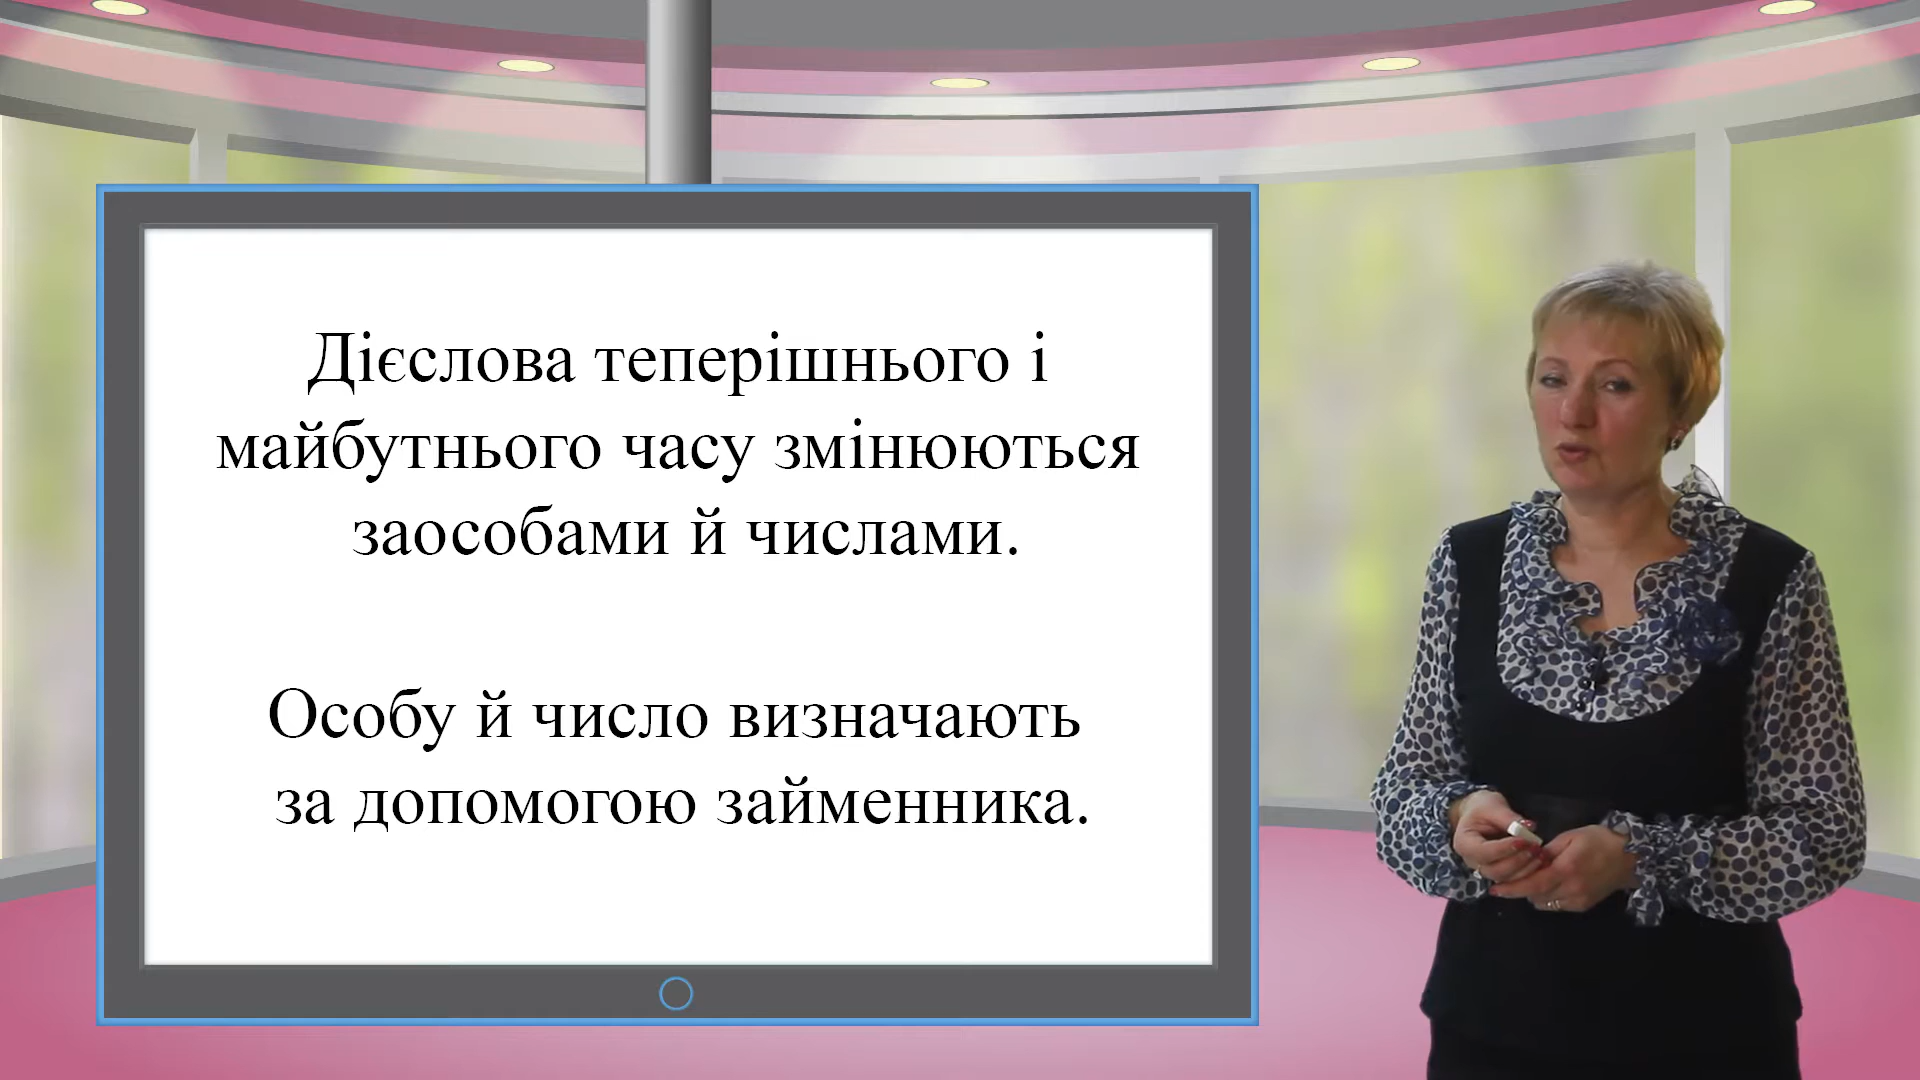 Дієслова теперішнього і
майбутнього часу змінюються
заособами й числами.
Особу й число визначають
за допомогою займенника.